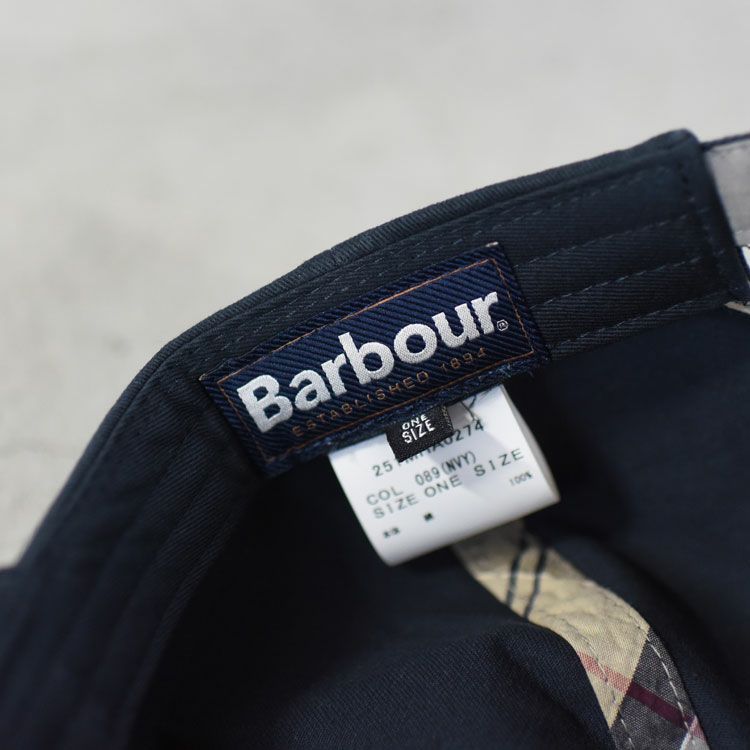 Barbour®
ESTABLISHED 1894
ONE
SIZE
COL 089(NVY)
SIZE ONE SIZE
100%